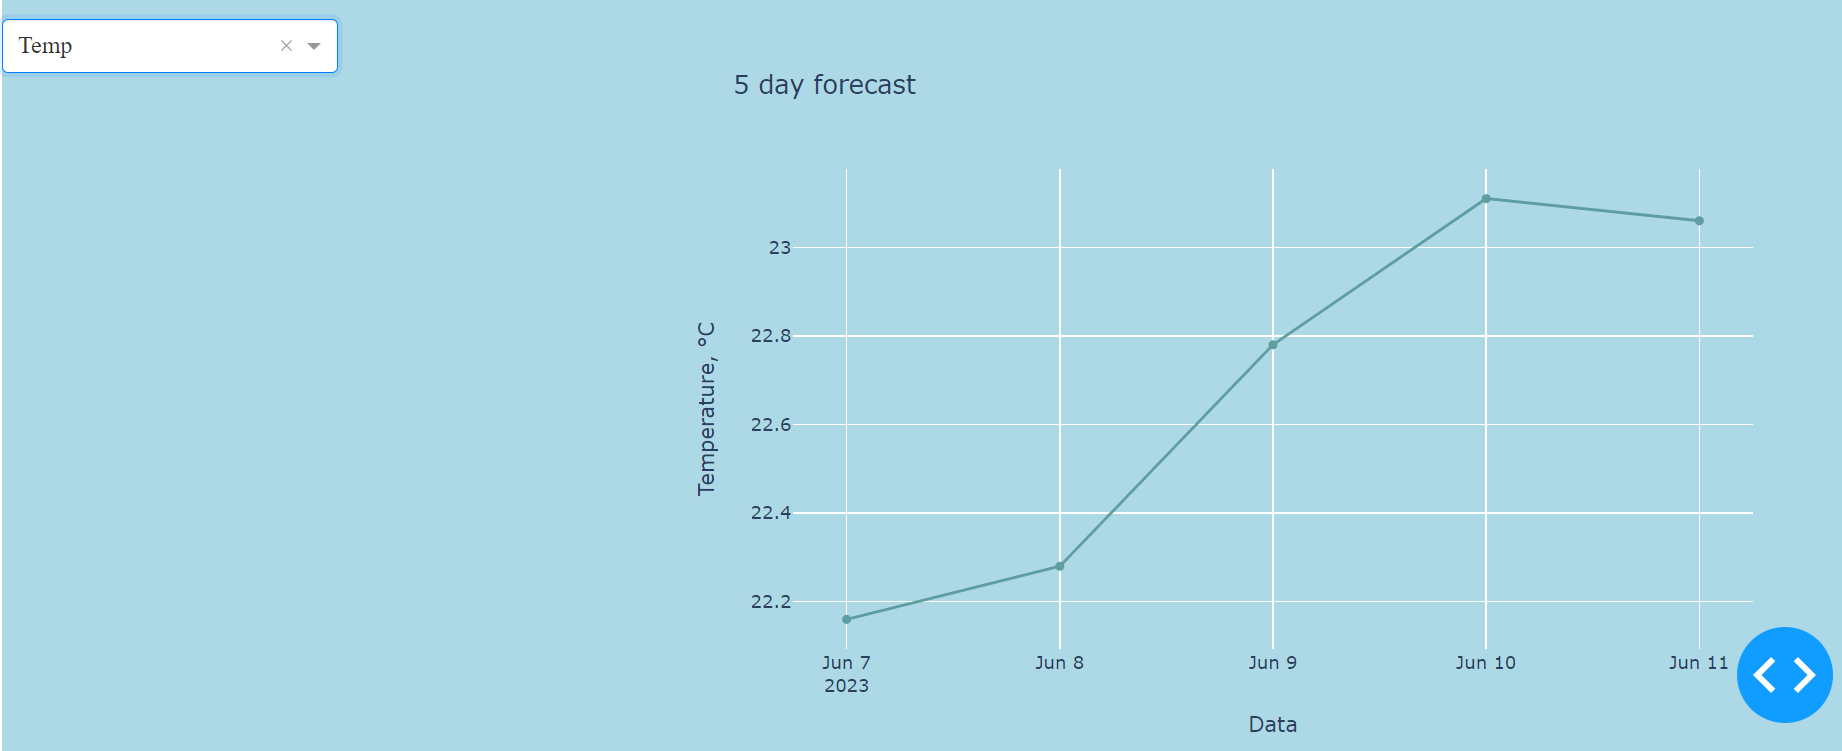 Temp
5 day forecast
23
22.8
22.6
22.4
22.2
Temperature, °C
Jun 7
2023
Jun 8
Jun 9
Jun 10
Jun 11
Data